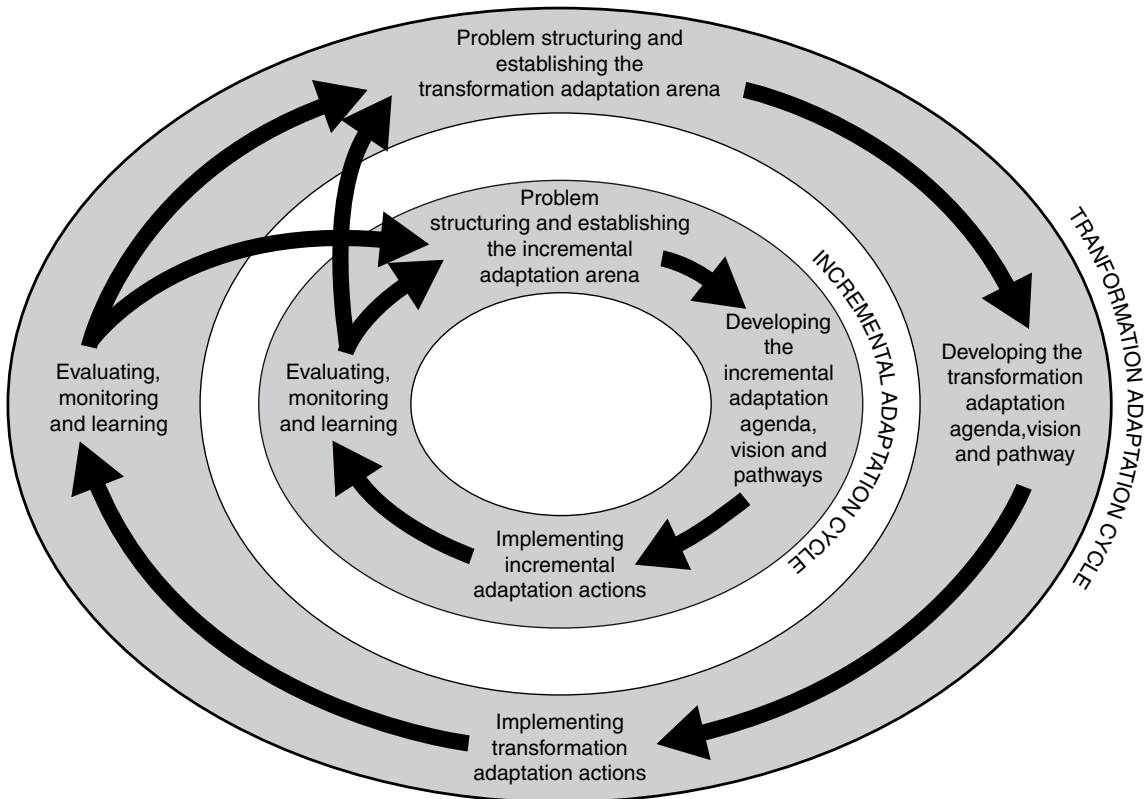 Problem structuring and
establishing the
transformation adaptation arena
Problem
structuring and establishing
the incremental
adaptation arena
Developing
the
incremental
adaptation
agenda,
vision and
pathways
Implementing
incremental
adaptation actions
Evaluating,
monitoring
and learning
INCREMENTAL ADAPTATION CYCLE
Developing the
transformation
adaptation
agenda,vision
and pathway
Implementing
transformation
adaptation actions
Evaluating,
monitoring
and learning
TRANFORMATION ADAPTATION CYCLE